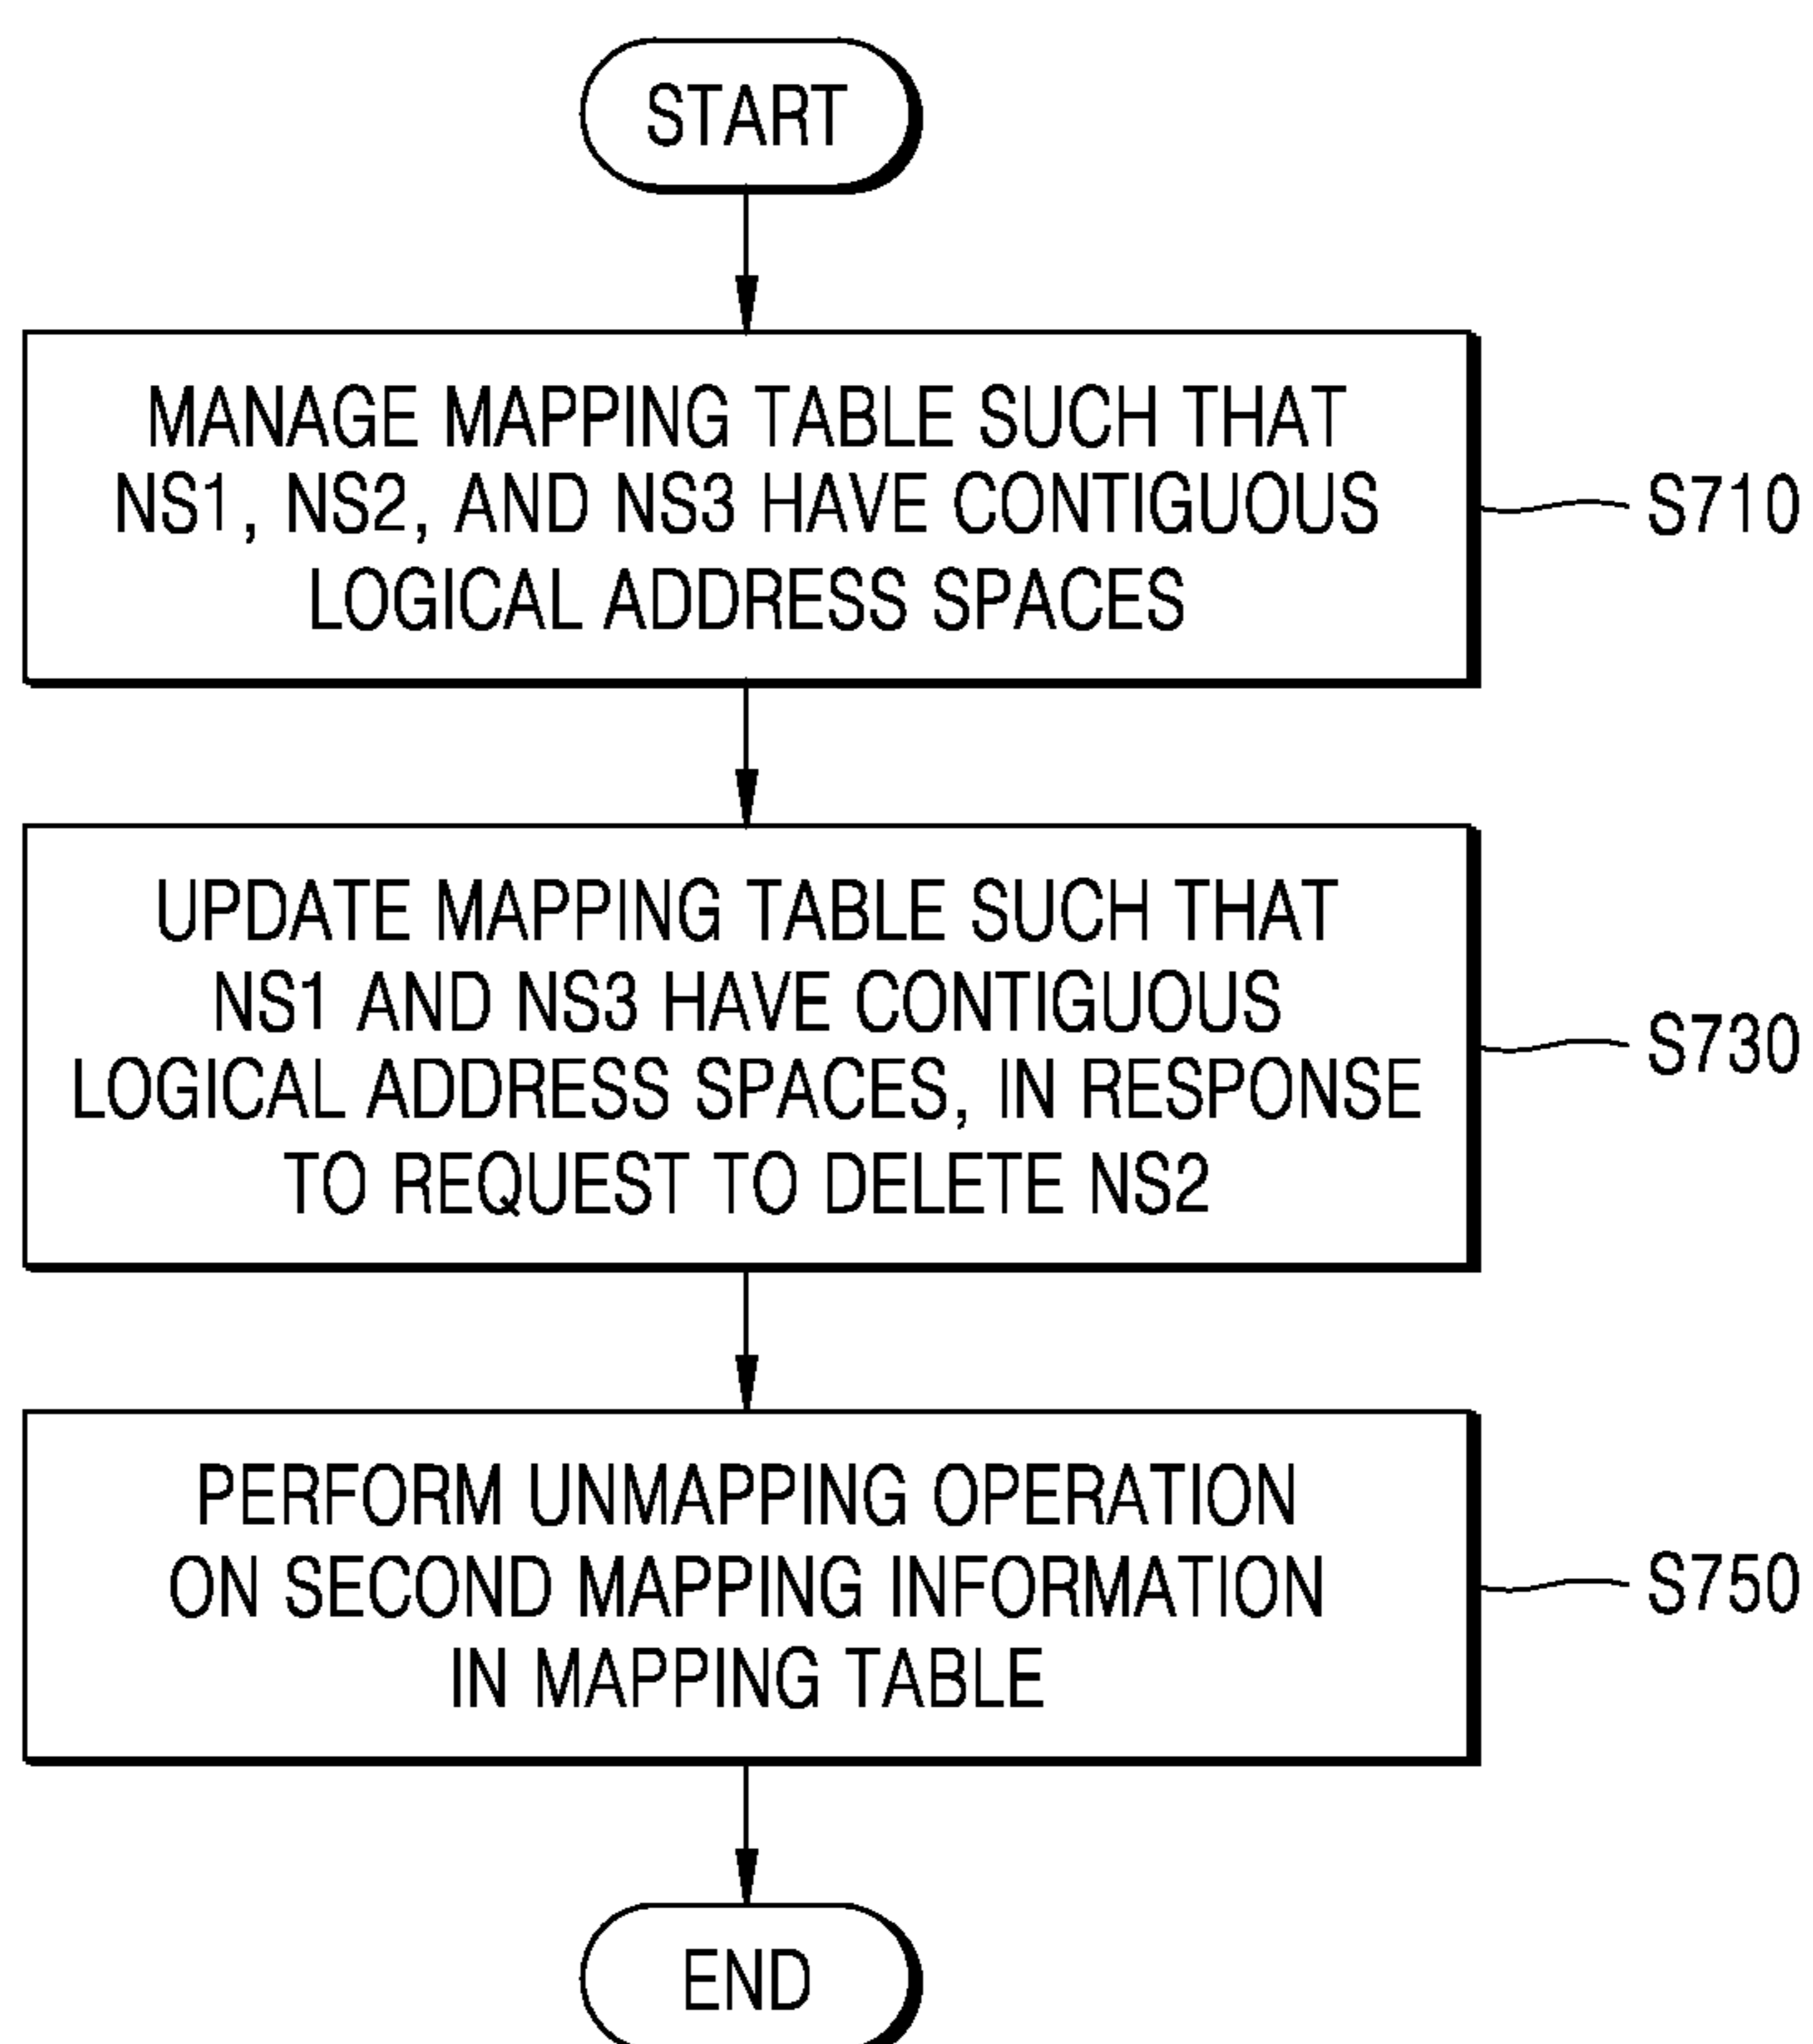 START
MANAGE MAPPING TABLE SUCH THAT
NS1, NS2, AND NS3 HAVE CONTIGUOUS
LOGICAL ADDRESS SPACES
S710
UPDATE MAPPING TABLE SUCH THAT
NS1 AND NS3 HAVE CONTIGUOUS
LOGICAL ADDRESS SPACES, IN RESPONSE
TO REQUEST TO DELETE NS2
S730
PERFORM UNMAPPING OPERATION
ON SECOND MAPPING INFORMATION
IN MAPPING TABLE
S750
END